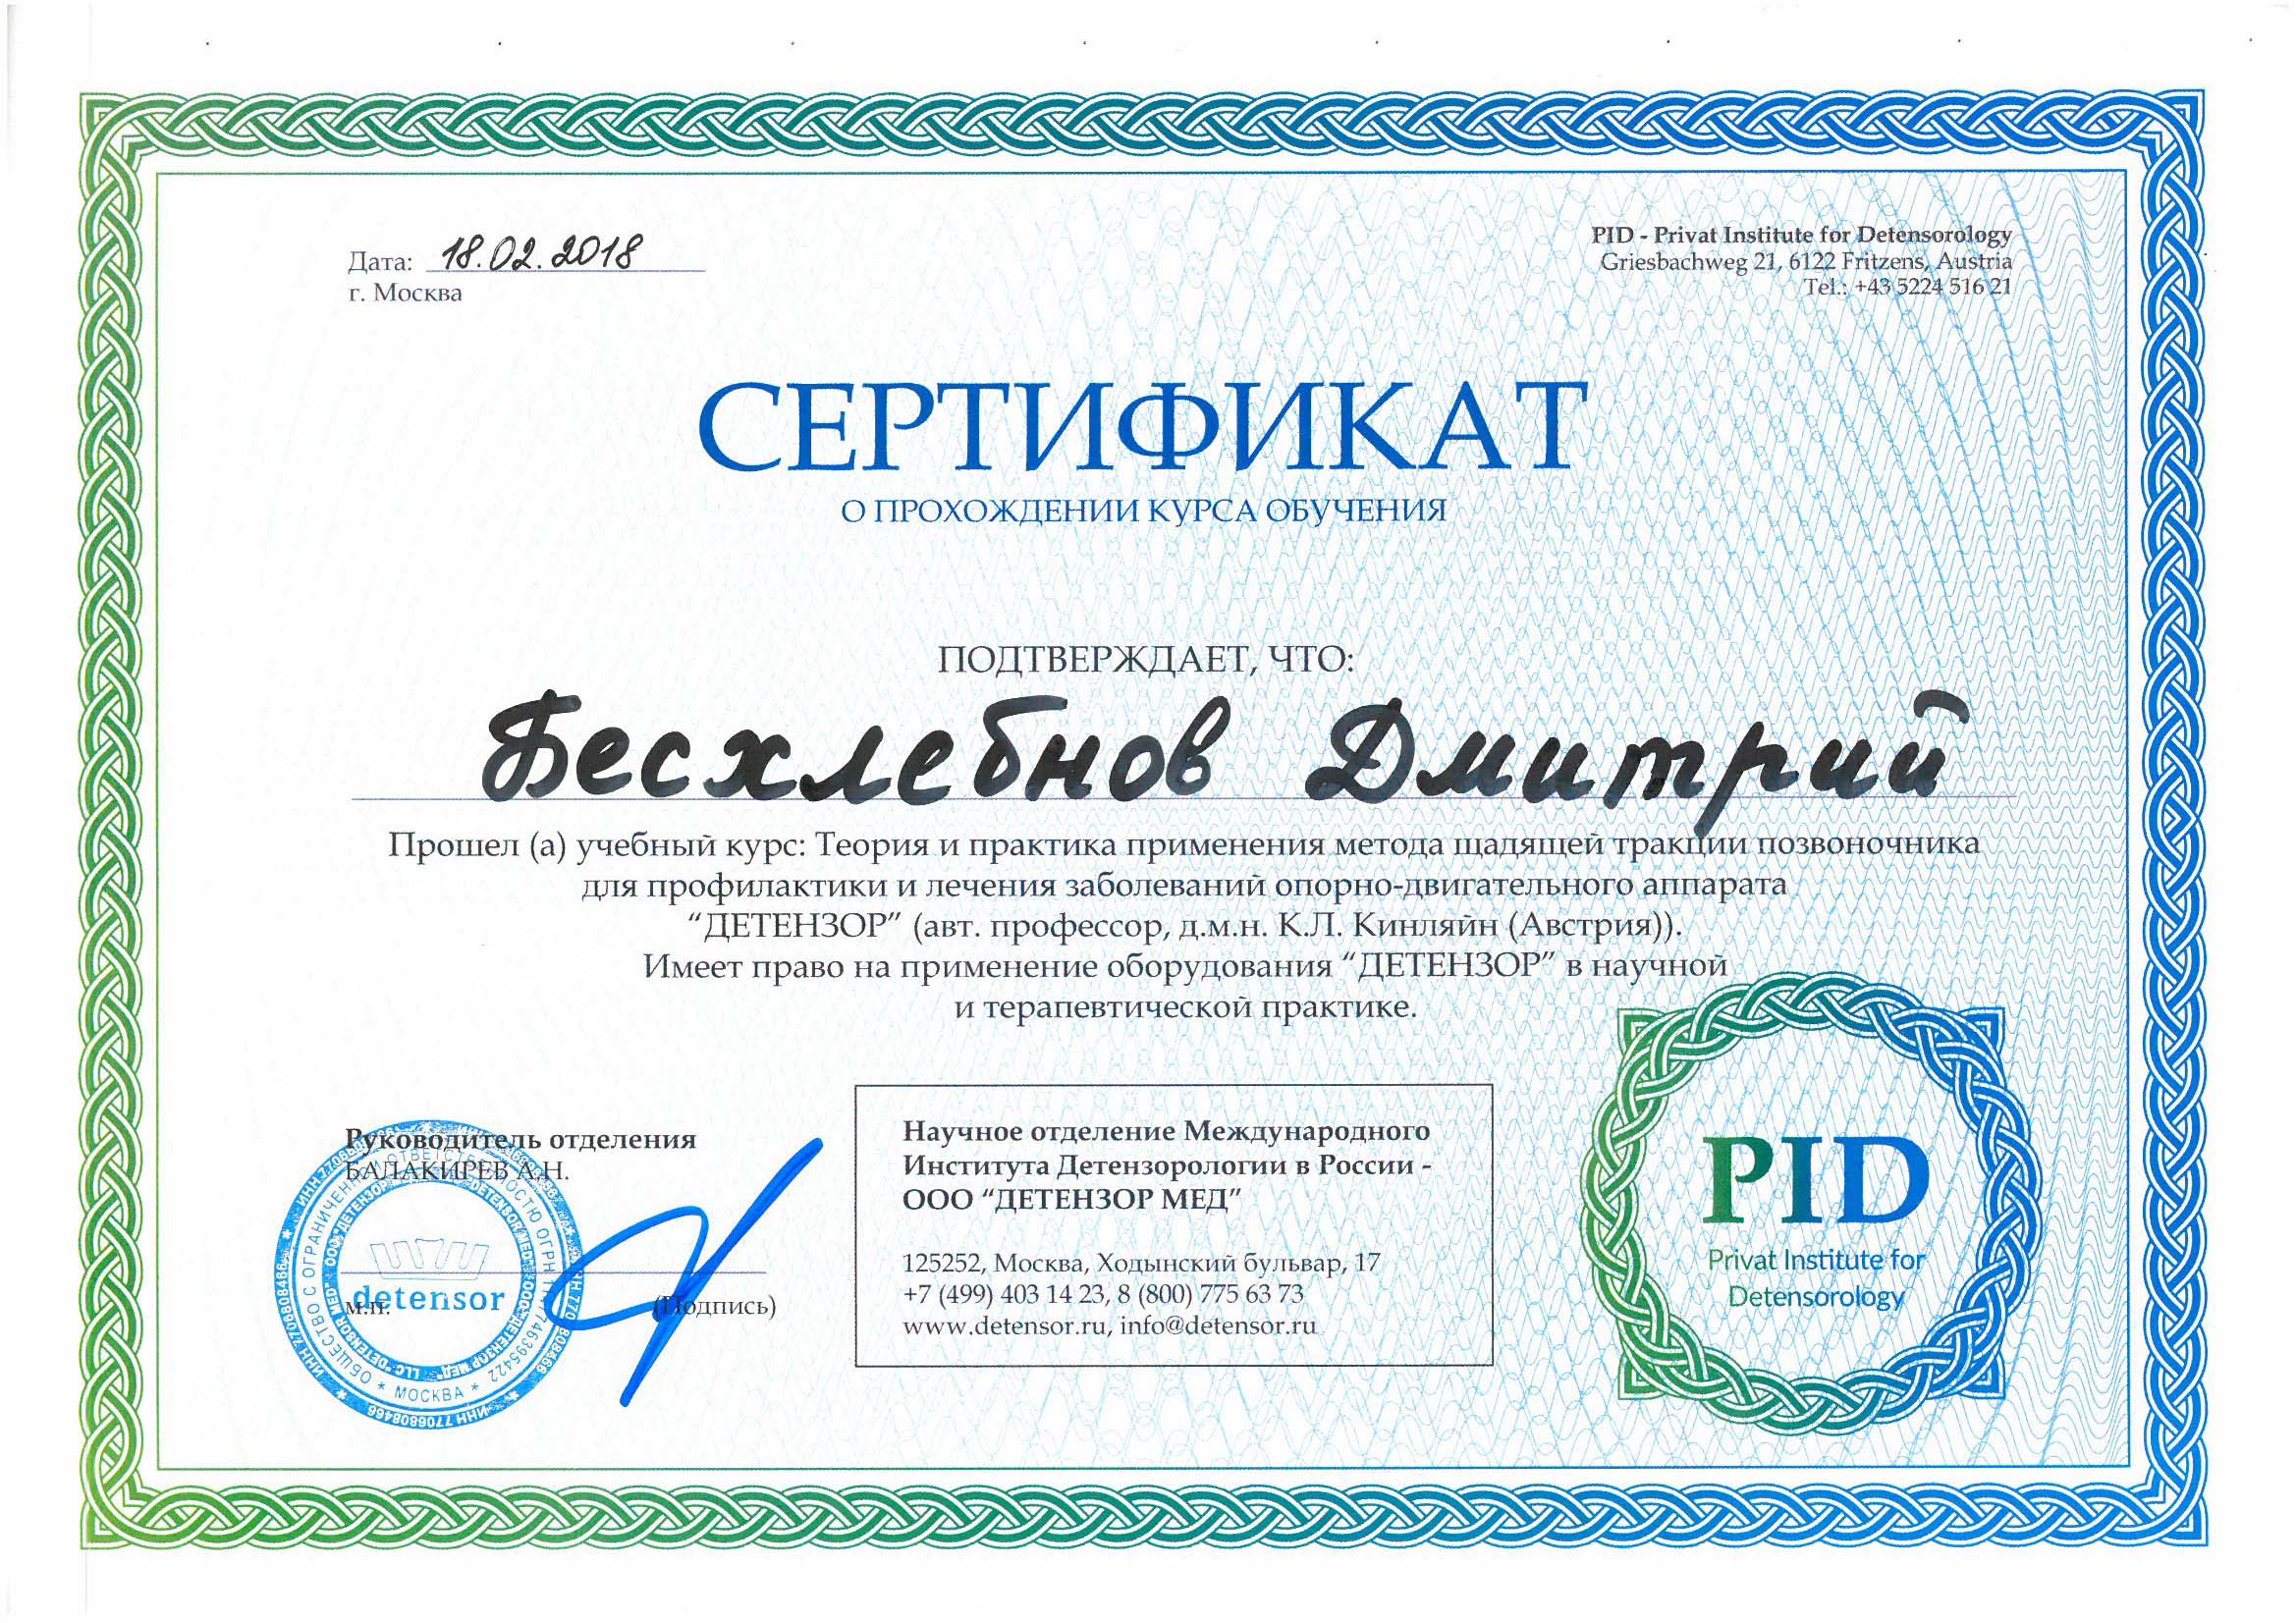 Дата: 18.02.2018
г. Москва
PID - Privat Institute for Detensorology
Griesbachweg 21, 6122 Fritzens, Austria
Tel.: +43 5224 516 21
СЕРТИФИКАТ
О ПРОХОЖДЕНИИ КУРСА ОБУЧЕНИЯ
ПОДТВЕРЖДАЕТ, ЧТО:
Бесхлебнов Дмитрий
Прошел (а) учебный курс: Теория и практика применения метода щадящей тракции позвоночника
для профилактики и лечения заболеваний опорно-двигательного аппарата
“ДЕТЕНЗОР” (авт. профессор, д.м.н. К.Л. Кинляйн (Австрия)).
Имеет право на применение оборудования “ДЕТЕНЗОР” в научной
и терапевтической практике.
Руководитель отделения
БАЛАКИРЕВ А.Н.
м.п.
(Подпись)
detensor
ОБЩЕСТВО С ОГРАНИЧЕННОЙ ОТВЕТСТВЕННОСТЬЮ ОГРН
* МОСКВА *
ИНН 7706808466
ООО "ДЕТЕНЗОР МЕД"
LLC "DETENSOR MED"
Научное отделение Международного
Института Детензорологии в России -
ООО “ДЕТЕНЗОР МЕД”
125252, Москва, Ходынский бульвар, 17
+7 (499) 403 14 23, 8 (800) 775 63 73
www.detensor.ru, info@detensor.ru
PID
Privat Institute for
Detensorology